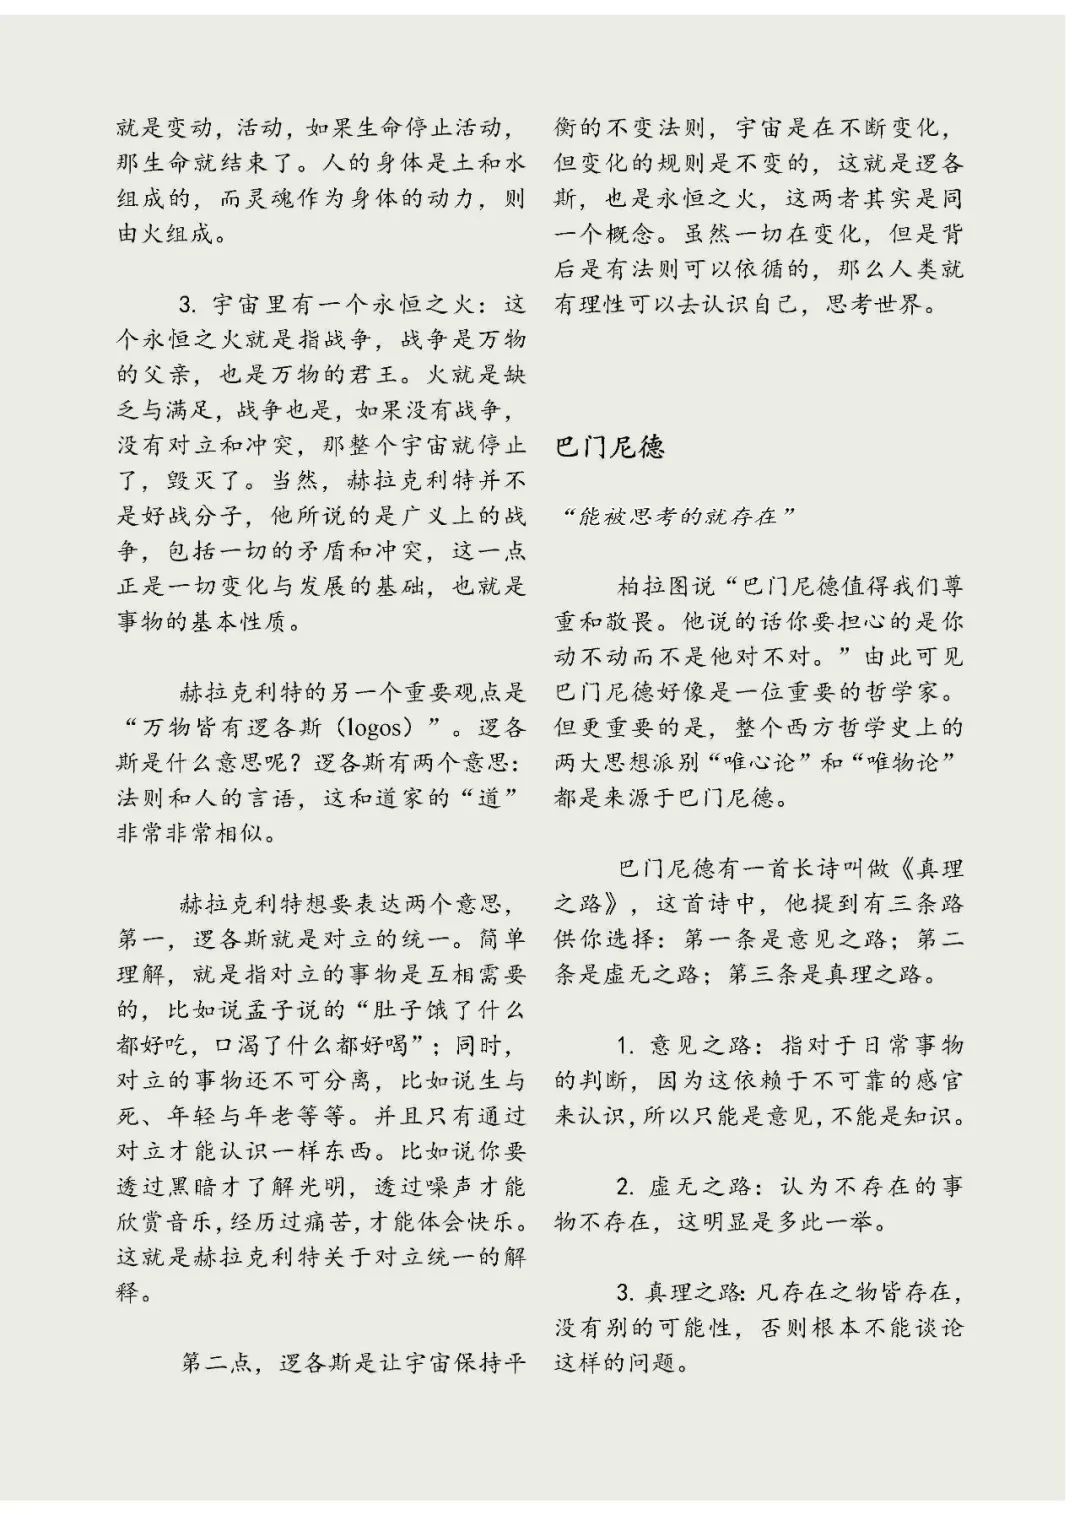 就是变动，活动，如果生命停止活动，
那生命就结束了。人的身体是土和水
组成的，而灵魂作为身体的动力，则
由火组成。
3. 宇宙里有一个永恒之火：这
个永恒之火就是指战争，战争是万物
的父亲，也是万物的君王。火就是缺
乏与满足，战争也是，如果没有战争，
没有对立和冲突，那整个宇宙就停止
了，毁灭了。当然，赫拉克利特并不
是好战分子，他所说的是广义上的战
争，包括一切的矛盾和冲突，这一点
正是一切变化与发展的基础，也就是
事物的基本性质。
赫拉克利特的另一个重要观点是
“万物皆有逻各斯（logos）”。逻各
斯是什么意思呢？逻各斯有两个意思：
法则和人的言语，这和道家的“道”
非常非常相似。
赫拉克利特想要表达两个意思，
第一，逻各斯就是对立的统一。简单
理解，就是指对立的事物是互相需要
的，比如说孟子说的“肚子饿了什么
都好吃，口渴了什么都好喝”；同时，
对立的事物还不可分离，比如说生与
死、年轻与年老等等。并且只有通过
对立才能认识一样东西。比如说你要
透过黑暗才了解光明，透过噪声才能
欣赏音乐，经历过痛苦，才能体会快乐。
这就是赫拉克利特关于对立统一的解
释。
第二点，逻各斯是让宇宙保持平
衡的不变法则，宇宙是在不断变化，
但变化的规则是不变的，这就是逻各
斯，也是永恒之火，这两者其实是同
一个概念。虽然一切在变化，但是背
后是有法则可以依循的，那么人类就
有理性可以去认识自己，思考世界。
巴门尼德
“能被思考的就存在”
柏拉图说“巴门尼德值得我们尊
重和敬畏。他说的话你要担心的是你
动不动而不是他对不对。”由此可见
巴门尼德好像是一位重要的哲学家。
但更重要的是，整个西方哲学史上的
两大思想派别“唯心论”和“唯物论”
都是来源于巴门尼德。
巴门尼德有一首长诗叫做《真理
之路》，这首诗中，他提到有三条路
供你选择：第一条是意见之路；第二
条是虚无之路；第三条是真理之路。
1. 意见之路：指对于日常事物
的判断，因为这依赖于不可靠的感官
来认识，所以只能是意见，不能是知识。
2. 虚无之路：认为不存在的事
物不存在，这明显是多此一举。
3. 真理之路：凡存在之物皆存在，
没有别的可能性，否则根本不能谈论
这样的问题。